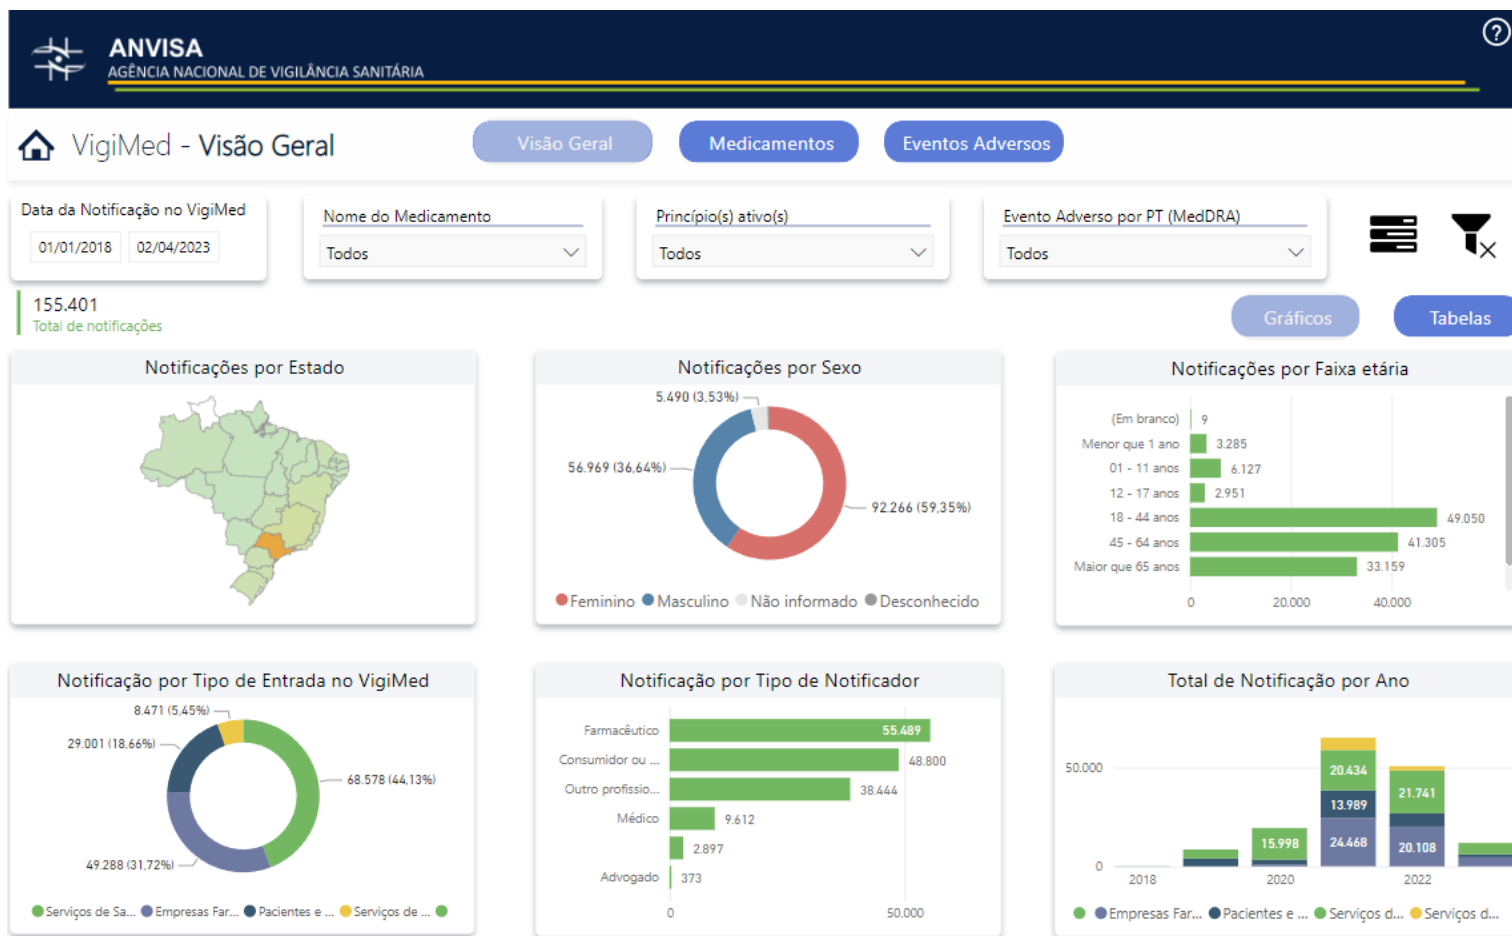 ANVISA
AGÊNCIA NACIONAL DE VIGILÂNCIA SANITÁRIA
?
VigiMed - Visão Geral
Visão Geral
Medicamentos
Eventos Adversos
Data da Notificação no VigiMed
01/01/2018
02/04/2023
Nome do Medicamento
Todos
Princípio(s) ativo(s)
Todos
Evento Adverso por PT (MedDRA)
Todos
155.401
Total de notificações
Gráficos
Tabelas
Notificações por Estado
Notificações por Sexo
5.490 (3,53%)
56.969 (36,64%)
92.266 (59,35%)
Feminino
Masculino
Não informado
Desconhecido
Notificações por Faixa etária
(Em branco) 9
Menor que 1 ano 3.285
01 - 11 anos 6.127
12 - 17 anos 2.951
18 - 44 anos 49.050
45 - 64 anos 41.305
Maior que 65 anos 33.159
0 20.000 40.000
Notificação por Tipo de Entrada no VigiMed
8.471 (5,45%)
29.001 (18,66%)
68.578 (44,13%)
49.288 (31,72%)
Serviços de Sa...
Empresas Far...
Pacientes e ...
Serviços de ...
Notificação por Tipo de Notificador
Farmacêutico 55.489
Consumidor ou ... 48.800
Outro profissio... 38.444
Médico 9.612
2.897
Advogado 373
0 50.000
Total de Notificação por Ano
50.000
20.434
21.741
13.989
15.998
24.468
20.108
0
2018 2020 2022
Empresas Far...
Pacientes e ...
Serviços d...
Serviços d...